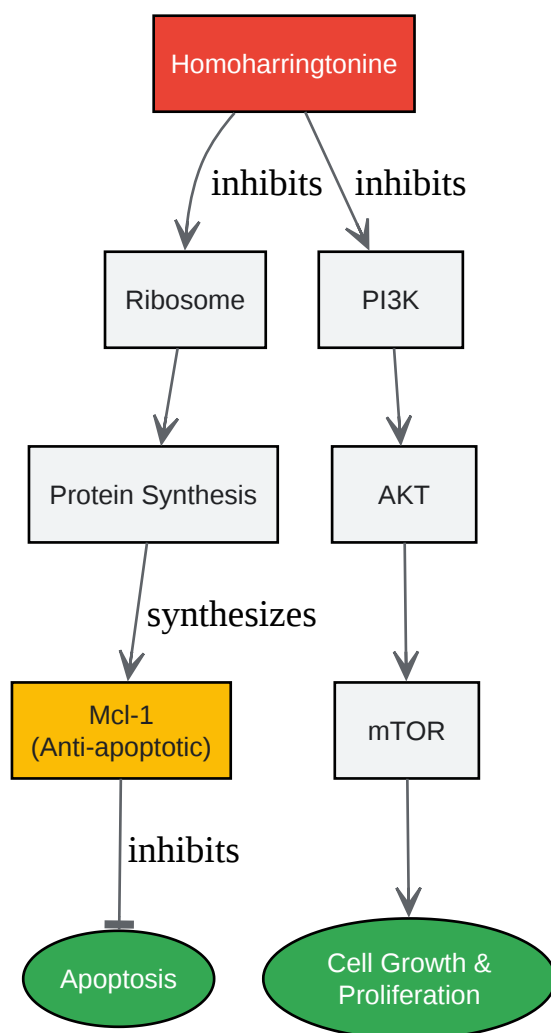 Homoharringtonine
inhibits
inhibits
Ribosome
PI3K
Protein Synthesis
AKT
synthesizes
Mcl-1
(Anti-apoptotic)
mTOR
inhibits
Apoptosis
Cell Growth &
Proliferation